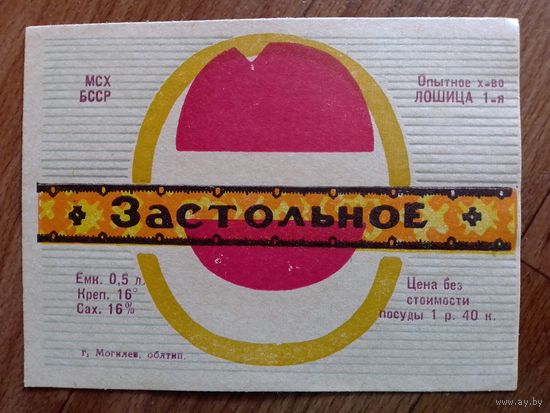 МСХ
БССР
Опытное х-во
ЛОШИЦА 1-я
ЗАСТОЛЬНОЕ
Емк. 0,5 л.
Креп. 16°
Сах. 16%
Цена без
стоимости
посуды 1 р. 40 к.
г. Могилев, облтип.
www.ay.by